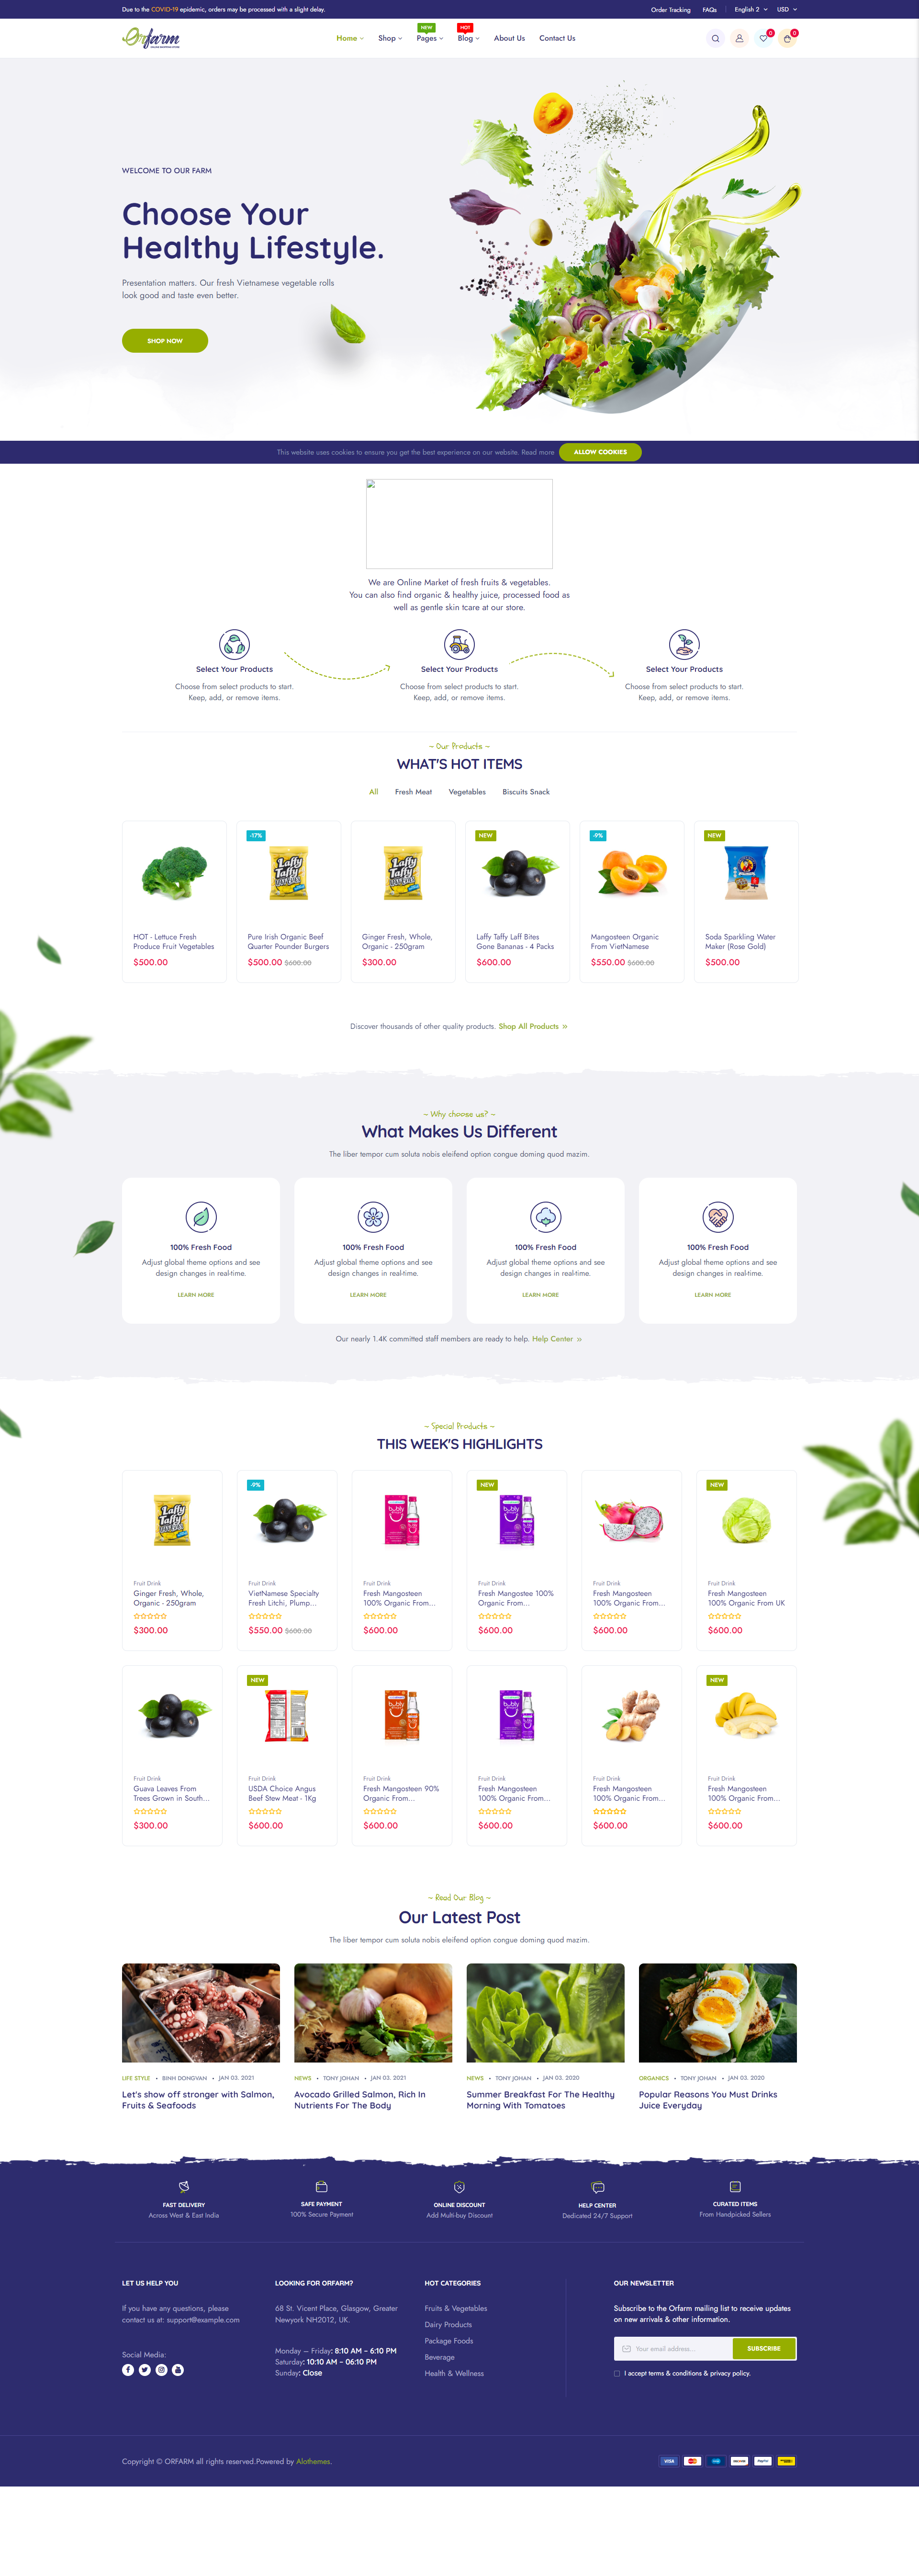 Due to the COVID-19 epidemic, orders may be processed with a slight delay.
Order Tracking
FAQs
English 2
USD
Orfarm
Home
Shop
NEW
Pages
HOT
Blog
About Us
Contact Us
0
0
WELCOME TO OUR FARM
Choose Your
Healthy Lifestyle.
Presentation matters. Our fresh Vietnamese vegetable rolls
look good and taste even better.
SHOP NOW
This website uses cookies to ensure you get the best experience on our website. Read more
ALLOW COOKIES
We are Online Market of fresh fruits & vegetables.
You can also find organic & healthy juice, processed food as
well as gentle skin tcare at our store.
Select Your Products
Choose from select products to start.
Keep, add, or remove items.
Select Your Products
Choose from select products to start.
Keep, add, or remove items.
Select Your Products
Choose from select products to start.
Keep, add, or remove items.
~ Our Products ~
WHAT'S HOT ITEMS
All
Fresh Meat
Vegetables
Biscuits Snack
HOT - Lettuce Fresh
Produce Fruit Vegetables
$500.00
-17%
Laffy
Taffy
Pure Irish Organic Beef
Quarter Pounder Burgers
$500.00 $600.00
Laffy
Taffy
Ginger Fresh, Whole,
Organic - 250gram
$300.00
NEW
Laffy Taffy Laff Bites
Gone Bananas - 4 Packs
$600.00
-9%
Mangosteen Organic
From VietNamese
$550.00 $600.00
NEW
Soda Sparkling Water
Maker (Rose Gold)
$500.00
Discover thousands of other quality products. Shop All Products »
~ Why choose us? ~
What Makes Us Different
The liber tempor cum soluta nobis eleifend option congue doming quod mazim.
100% Fresh Food
Adjust global theme options and see
design changes in real-time.
LEARN MORE
100% Fresh Food
Adjust global theme options and see
design changes in real-time.
LEARN MORE
100% Fresh Food
Adjust global theme options and see
design changes in real-time.
LEARN MORE
100% Fresh Food
Adjust global theme options and see
design changes in real-time.
LEARN MORE
Our nearly 1.4K committed staff members are ready to help. Help Center »
~ Special Products ~
THIS WEEK'S HIGHLIGHTS
Laffy
Taffy
Fruit Drink
Ginger Fresh, Whole,
Organic - 250gram
$300.00
-9%
Fruit Drink
VietNamese Specialty
Fresh Litchi, Plump...
$550.00 $600.00
bubly
Fruit Drink
Fresh Mangosteen
100% Organic From...
$600.00
NEW
bubly
Fruit Drink
Fresh Mangostee 100%
Organic From...
$600.00
Fruit Drink
Fresh Mangosteen
100% Organic From...
$600.00
NEW
Fruit Drink
Fresh Mangosteen
100% Organic From UK
$600.00
Fruit Drink
Guava Leaves From
Trees Grown in South...
$300.00
NEW
Fruit Drink
USDA Choice Angus
Beef Stew Meat - 1Kg
$600.00
bubly
Fruit Drink
Fresh Mangosteen 90%
Organic From...
$600.00
bubly
Fruit Drink
Fresh Mangosteen
100% Organic From...
$600.00
Fruit Drink
Fresh Mangosteen
100% Organic From...
$600.00
NEW
Fruit Drink
Fresh Mangosteen
100% Organic From...
$600.00
~ Read Our Blog ~
Our Latest Post
The liber tempor cum soluta nobis eleifend option congue doming quod mazim.
LIFE STYLE • BINH DONGVAN • JAN 03. 2021
Let's show off stronger with Salmon,
Fruits & Seafoods
NEWS • TONY JOHAN • JAN 03. 2021
Avocado Grilled Salmon, Rich In
Nutrients For The Body
NEWS • TONY JOHAN • JAN 03. 2020
Summer Breakfast For The Healthy
Morning With Tomatoes
ORGANICS • TONY JOHAN • JAN 03. 2020
Popular Reasons You Must Drinks
Juice Everyday
FAST DELIVERY
Across West & East India
SAFE PAYMENT
100% Secure Payment
ONLINE DISCOUNT
Add Multi-buy Discount
HELP CENTER
Dedicated 24/7 Support
CURATED ITEMS
From Handpicked Sellers
LET US HELP YOU
If you have any questions, please
contact us at: support@example.com
Social Media:
LOOKING FOR ORFARM?
68 St. Vicent Place, Glasgow, Greater
Newyork NH2012, UK.
Monday – Friday: 8:10 AM – 6:10 PM
Saturday: 10:10 AM – 06:10 PM
Sunday: Close
HOT CATEGORIES
Fruits & Vegetables
Dairy Products
Package Foods
Beverage
Health & Wellness
OUR NEWSLETTER
Subscribe to the Orfarm mailing list to receive updates
on new arrivals & other information.
Your email address...
SUBSCRIBE
I accept terms & conditions & privacy policy.
Copyright © ORFARM all rights reserved.Powered by Alothemes.
VISA
PayPal